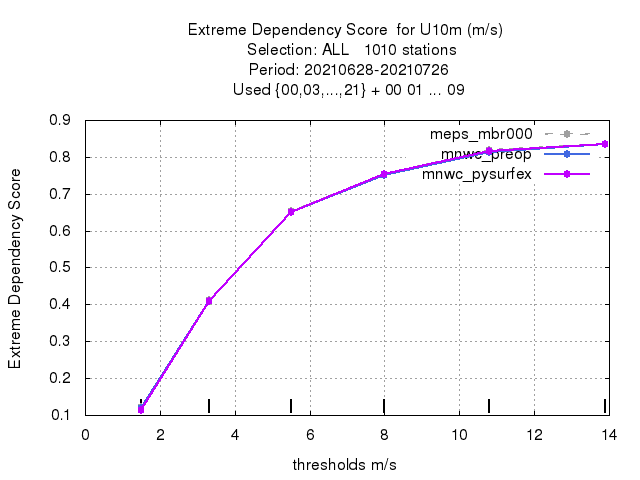 Extreme Dependency Score  for U10m (m/s)
Selection: ALL   1010 stations
Period: 20210628-20210726
Used {00,03,...,21} + 00 01 ... 09
meps_mbr000
mnwc_preop
mnwc_pysurfex
Extreme Dependency Score
0.9
0.8
0.7
0.6
0.5
0.4
0.3
0.2
0.1
0 2 4 6 8 10 12 14
thresholds m/s